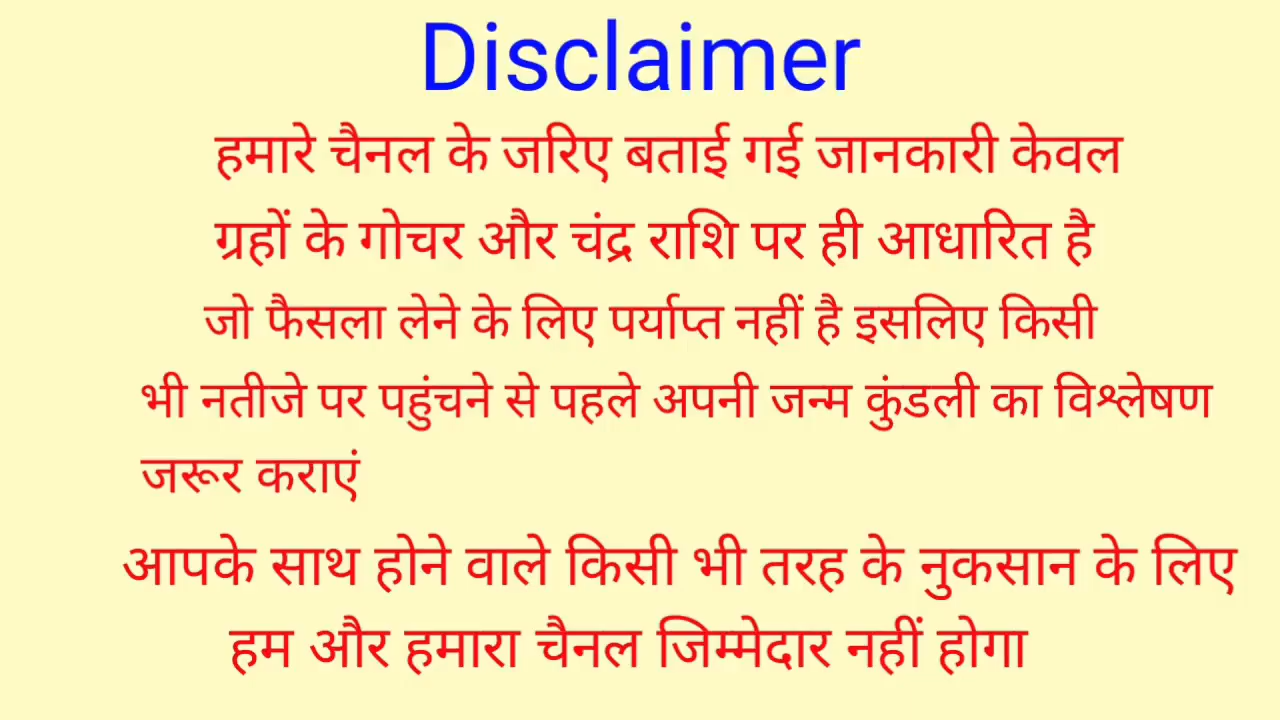 Disclaimer
हमारे चैनल के जरिए बताई गई जानकारी केवल
ग्रहों के गोचर और चंद्र राशि पर ही आधारित है
जो फैसला लेने के लिए पर्याप्त नहीं है इसलिए किसी
भी नतीजे पर पहुंचने से पहले अपनी जन्म कुंडली का विश्लेषण
जरूर कराएं
आपके साथ होने वाले किसी भी तरह के नुकसान के लिए
हम और हमारा चैनल जिम्मेदार नहीं होगा